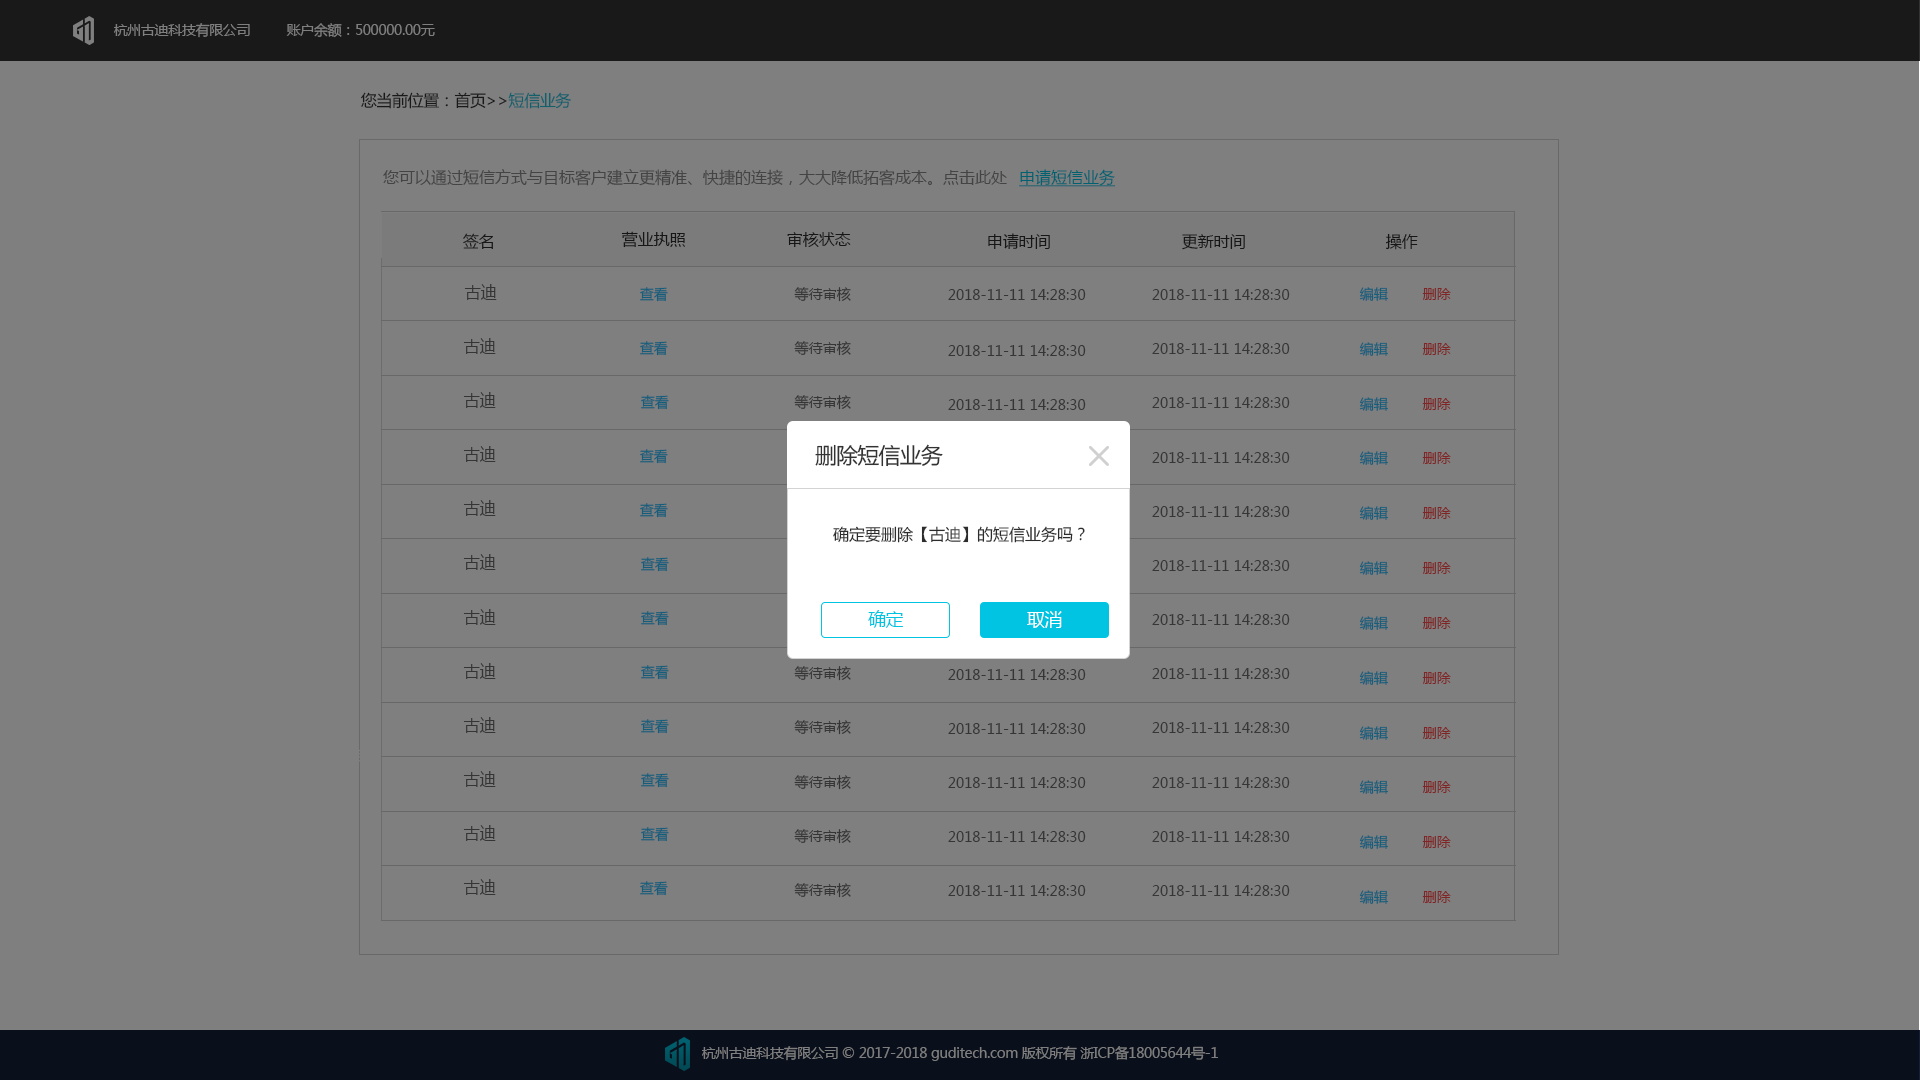 杭州古迪科技有限公司 账户余额：500000.00元
您当前位置：首页>>短信业务
您可以通过短信方式与目标客户建立更精准、快捷的连接，大大降低拓客成本。点击此处 申请短信业务
签名 营业执照 审核状态 申请时间 更新时间 操作
古迪 查看 等待审核 2018-11-11 14:28:30 2018-11-11 14:28:30 编辑 删除
古迪 查看 等待审核 2018-11-11 14:28:30 2018-11-11 14:28:30 编辑 删除
古迪 查看 等待审核 2018-11-11 14:28:30 2018-11-11 14:28:30 编辑 删除
古迪 查看 2018-11-11 14:28:30 编辑 删除
古迪 查看 2018-11-11 14:28:30 编辑 删除
古迪 查看 2018-11-11 14:28:30 编辑 删除
古迪 查看 2018-11-11 14:28:30 编辑 删除
古迪 查看 等待审核 2018-11-11 14:28:30 2018-11-11 14:28:30 编辑 删除
古迪 查看 等待审核 2018-11-11 14:28:30 2018-11-11 14:28:30 编辑 删除
古迪 查看 等待审核 2018-11-11 14:28:30 2018-11-11 14:28:30 编辑 删除
古迪 查看 等待审核 2018-11-11 14:28:30 2018-11-11 14:28:30 编辑 删除
古迪 查看 等待审核 2018-11-11 14:28:30 2018-11-11 14:28:30 编辑 删除
删除短信业务
确定要删除【古迪】的短信业务吗？
确定 取消
杭州古迪科技有限公司 © 2017-2018 guditech.com 版权所有 浙ICP备18005644号-1